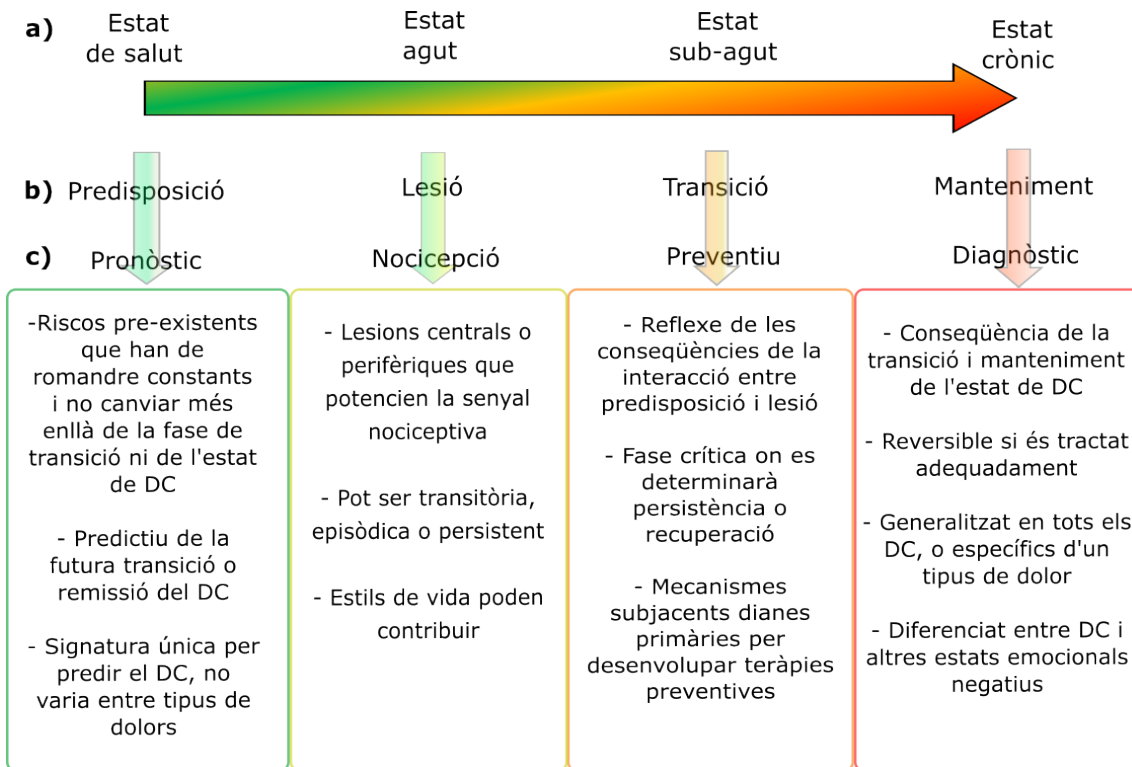 a)
Estat
de salut
Estat
agut
Estat
sub-agut
Estat
crònic
b)
Predisposició
Lesió
Transició
Manteniment
c)
Pronòstic
Nocicepció
Preventiu
Diagnòstic
-Riscos pre-existents
que han de
romandre constants
i no canviar més
enllà de la fase de
transició ni de l'estat
de DC
- Predictiu de la
futura transició o
remissió del DC
- Signatura única per
predir el DC, no
varia entre tipus de
dolors
- Lesions centrals o
perifèriques que
potencien la senyal
nociceptiva
- Pot ser transitòria,
episòdica o persistent
- Estils de vida poden
contribuir
- Reflexe de les
conseqüències de la
interacció entre
predisposició i lesió
- Fase crítica on es
determinarà
persistència o
recuperació
- Mecanismes
subjacents dianes
primàries per
desenvolupar teràpies
preventives
- Conseqüència de la
transició i manteniment
de l'estat de DC
- Reversible si és tractat
adequadament
- Generalitzat en tots els
DC, o específics d'un
tipus de dolor
- Diferenciat entre DC i
altres estats emocionals
negatius